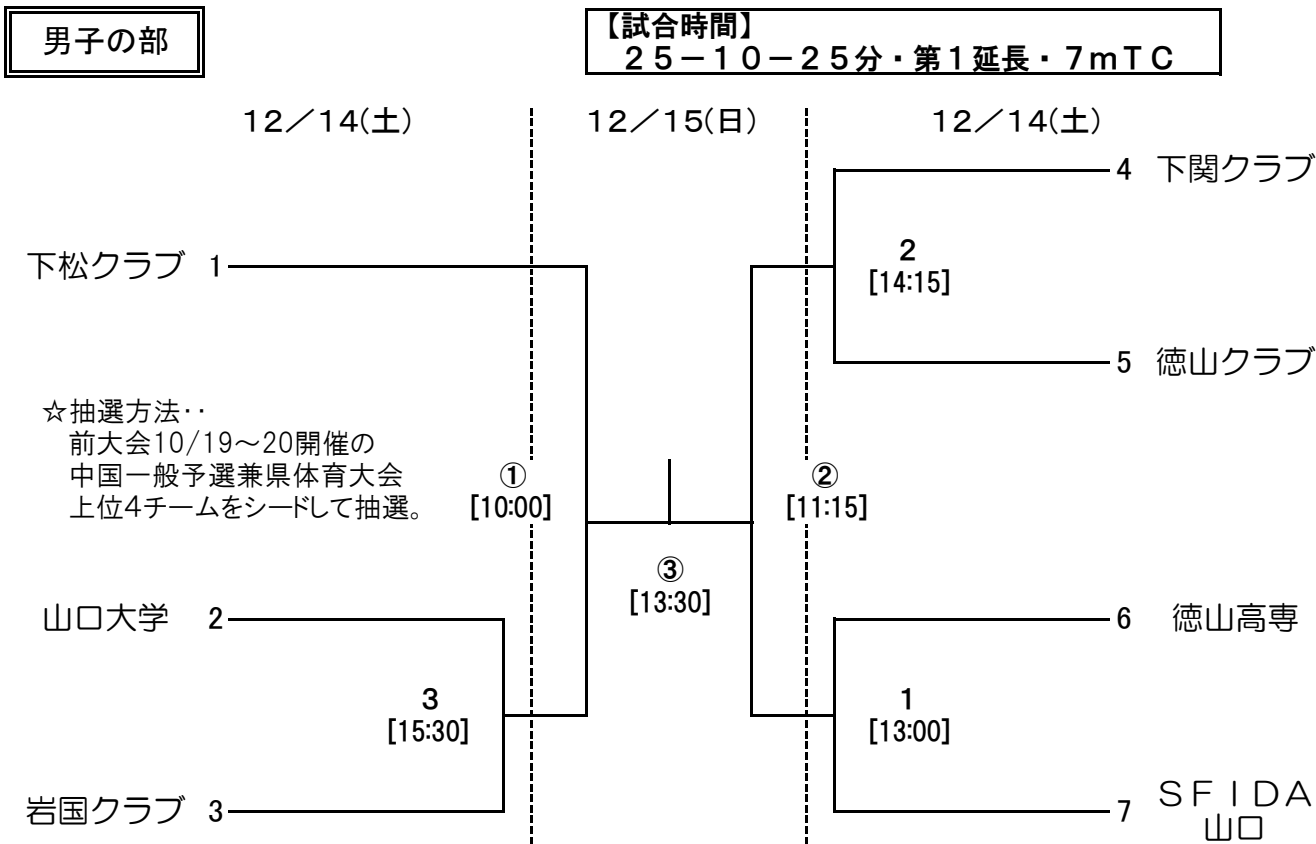 男子の部
【試合時間】
２５－１０－２５分・第１延長・７ｍＴＣ
１２／１４(土)
１２／１５(日)
１２／１４(土)
下松クラブ 1
☆抽選方法‥
前大会10/19～20開催の
中国一般予選兼県体育大会
上位4チームをシードして抽選。
山口大学 2
3
[15:30]
岩国クラブ 3
①
[10:00]
③
[13:30]
②
[11:15]
4 下関クラブ
2
[14:15]
5 徳山クラブ
6 徳山高専
1
[13:00]
7 ＳＦＩＤＡ
山口